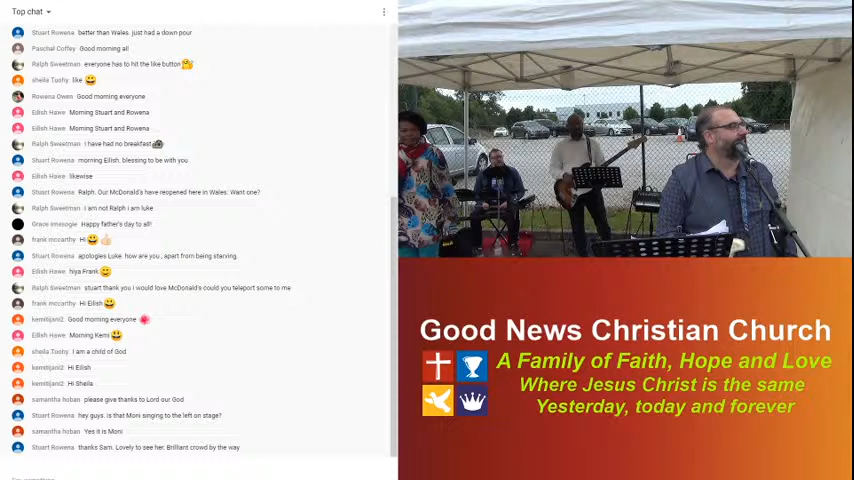 Top chat
Stuart Rowena better than Wales. just had a down pour
Paschal Coffey Good morning all
Ralph Sweetman everyone has to hit the like button
sheila Tuohy like
Rowena Owen Good morning everyone
Eilish Hawe Morning Stuart and Rowena
Eilish Hawe Morning Stuart and Rowena
Ralph Sweetman I have had no breakfast
Stuart Rowena morning Eilish, blessing to be with you
Eilish Hawe likewise
Stuart Rowena Ralph. Our McDonald's have reopened here in Wales. Want one?
Ralph Sweetman I am not Ralph i am luke
Grace imasogie Happy father's day to all!
frank mccarthy Hi
Stuart Rowena apologies Luke. how are you , apart from being starving.
Eilish Hawe hiya Frank
Ralph Sweetman stuart thank you i would love McDonald's could you teleport some to me
frank mccarthy Hi Eilish
kemitijani2 Good morning everyone
Eilish Hawe Morning Kemi
sheila Tuohy I am a child of God
kemitijani2 Hi Eilish
kemitijani2 Hi Sheila
samantha hoban please give thanks to Lord our God
Stuart Rowena hey guys. Is that Moni singing to the left on stage?
samantha hoban Yes it is Moni
Stuart Rowena thanks Sam. Lovely to see her. Brilliant crowd by the way
Good News Christian Church
A Family of Faith, Hope and Love
Where Jesus Christ is the same
Yesterday, today and forever